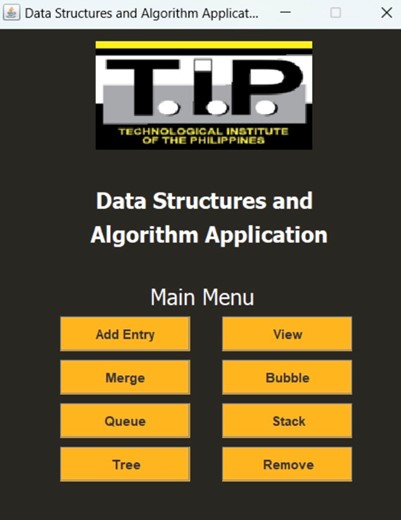 Data Structures and Algorithm Applicat...
T.I.P.
TECHNOLOGICAL INSTITUTE
OF THE PHILIPPINES
Data Structures and
Algorithm Application
Main Menu
Add Entry
View
Merge
Bubble
Queue
Stack
Tree
Remove